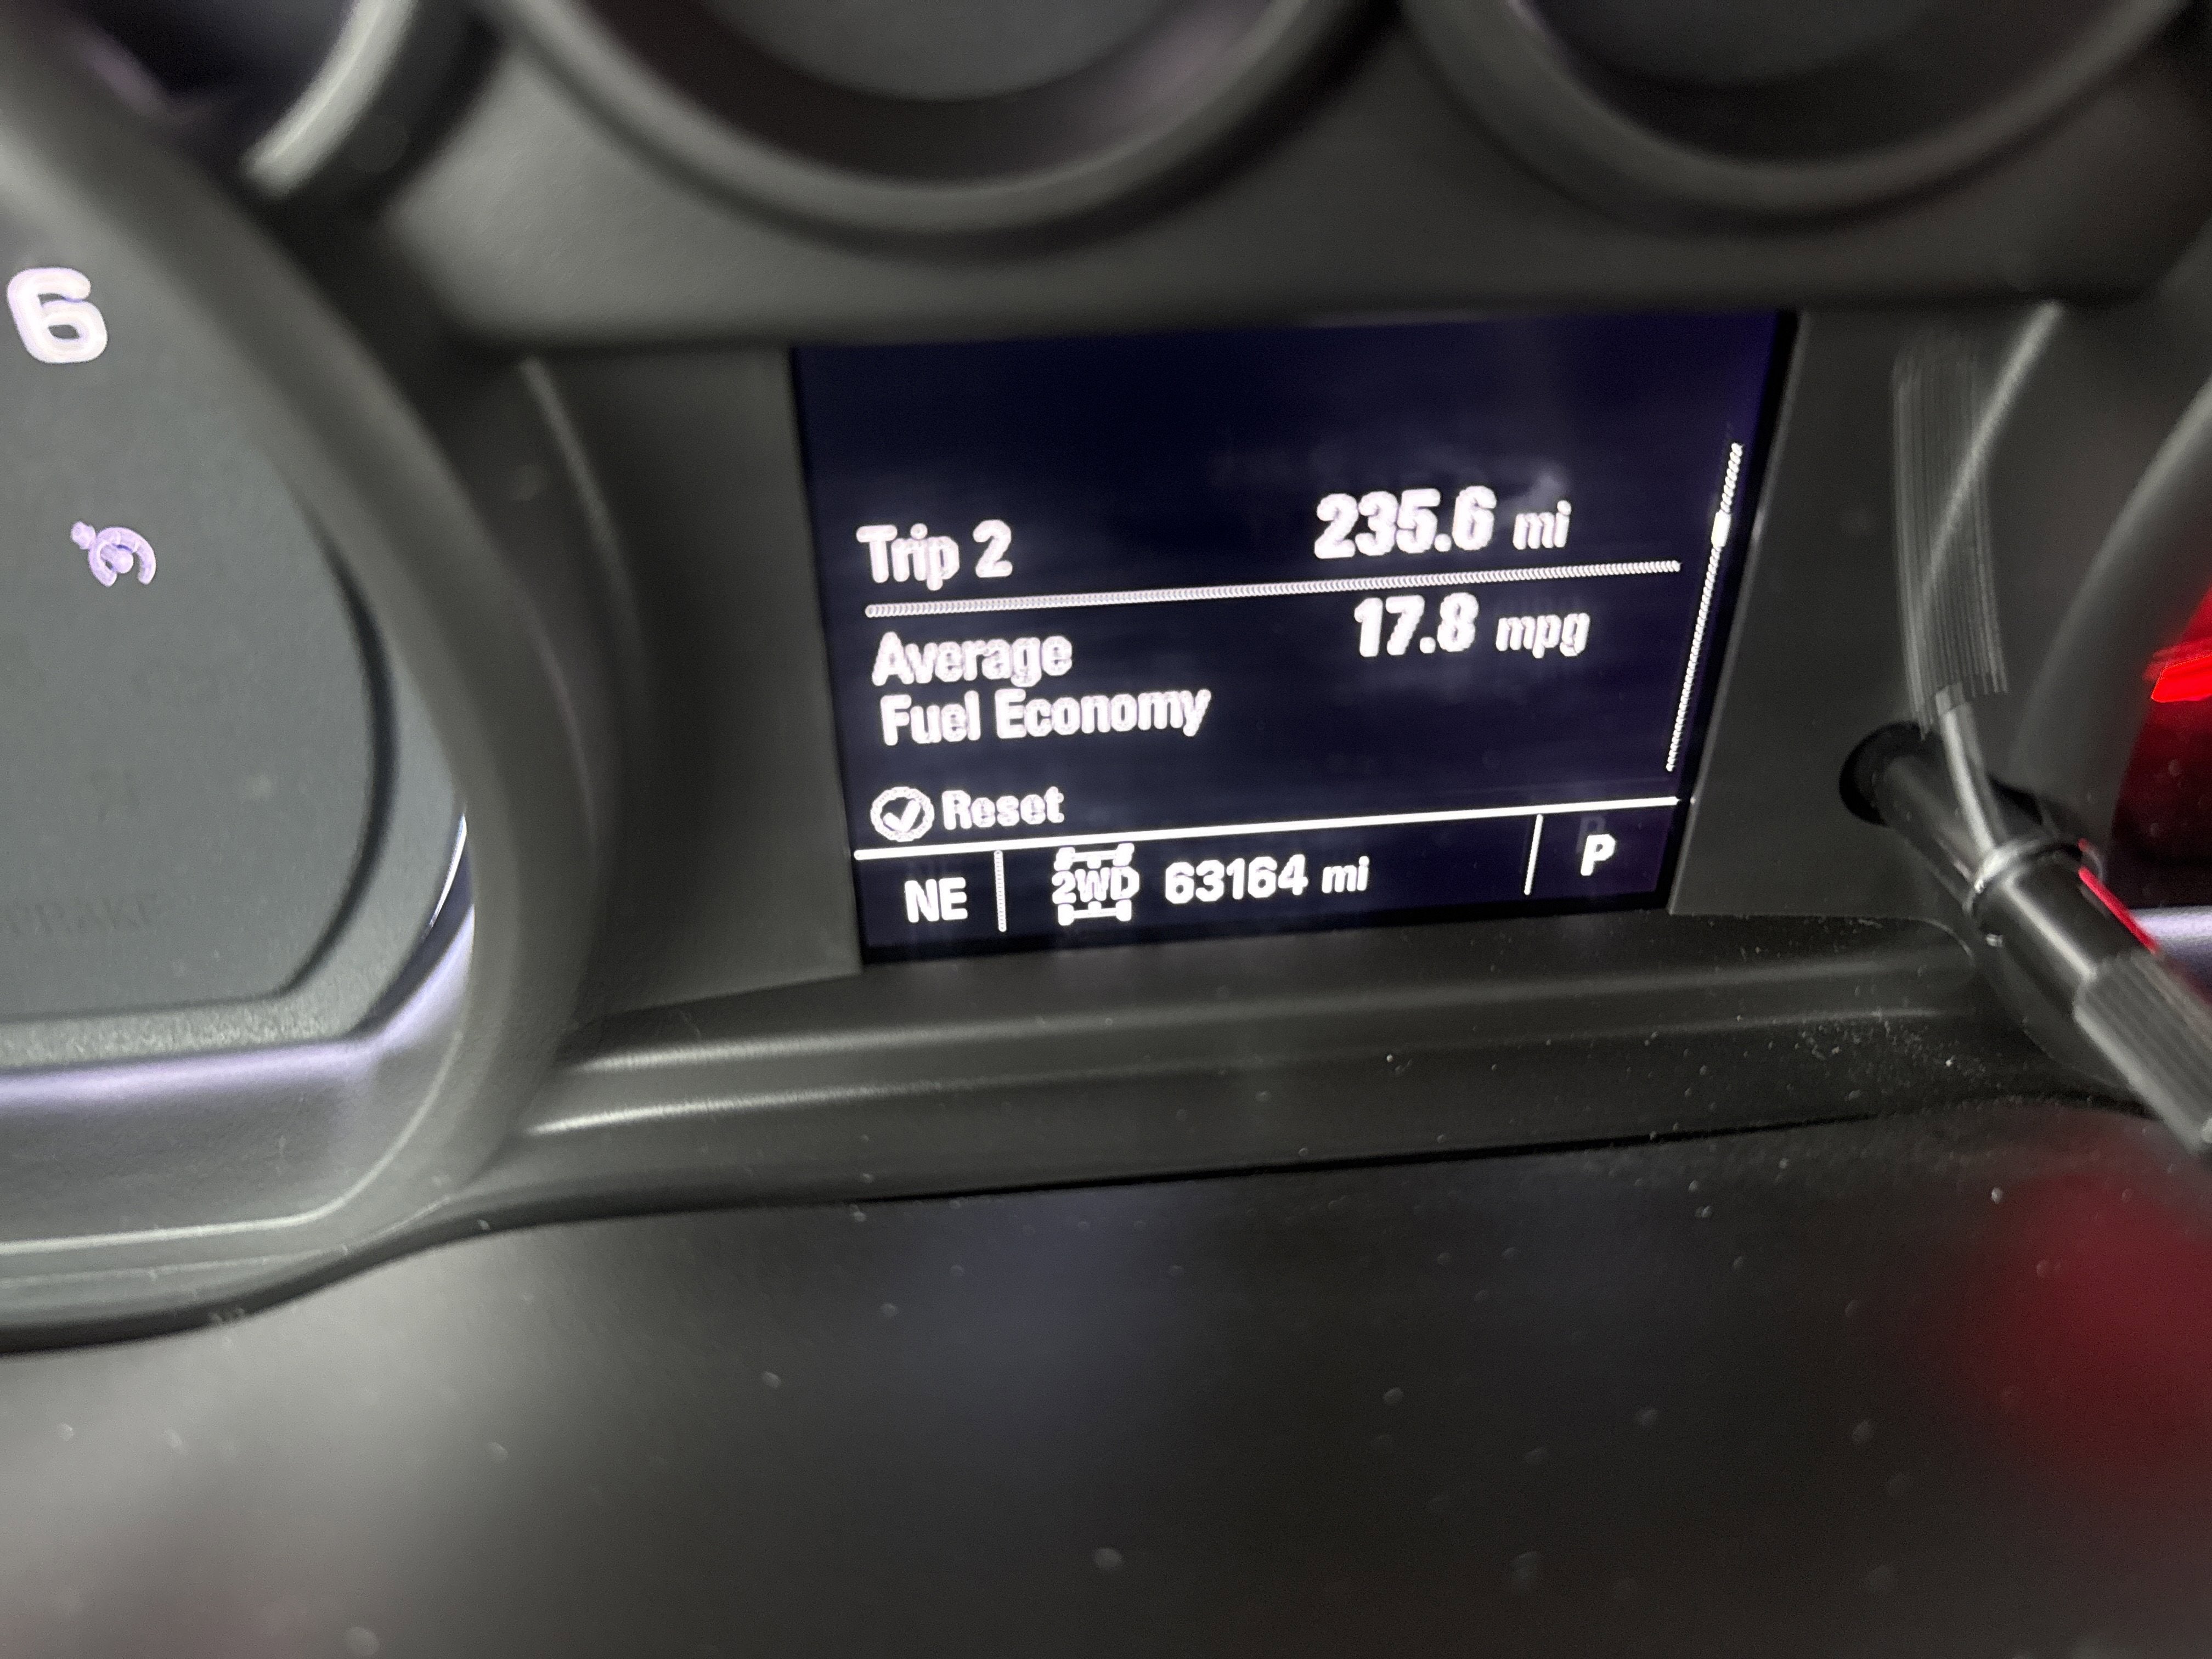 6
Trip 2 235.6 mi
Average 17.8 mpg
Fuel Economy
Reset
NE 2WD 63164 mi P